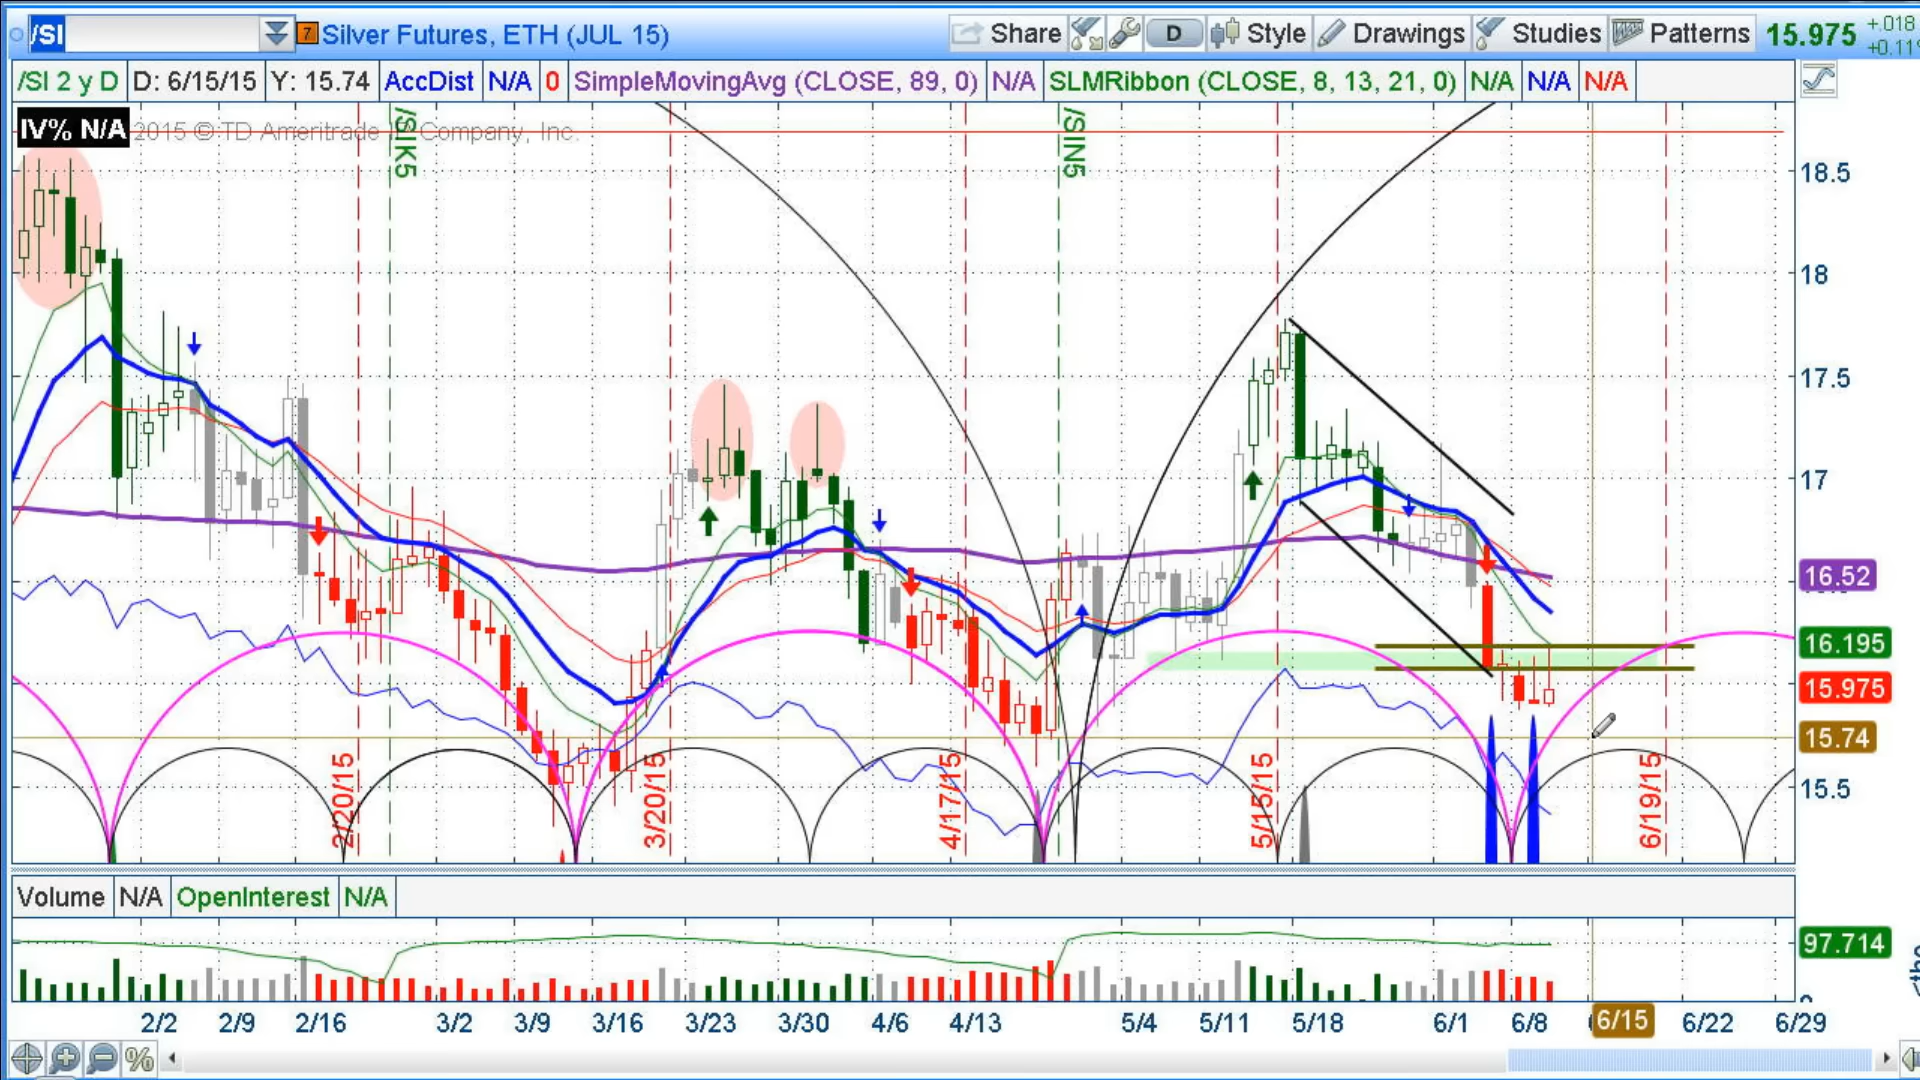 /SI 7 Silver Futures, ETH (JUL 15) Share D Style Drawings Studies Patterns 15.975 +.018
+0.11%
/SI 2 y D D: 6/15/15 Y: 15.74 AccDist N/A 0 SimpleMovingAvg (CLOSE, 89, 0) N/A SLMRibbon (CLOSE, 8, 13, 21, 0) N/A N/A N/A
IV% N/A 2015 © TD Ameritrade IP Company, Inc.
/SIK5
/SIN5
18.5
18
17.5
17
16.52
16.195
15.975
15.74
15.5
2/20/15
3/20/15
4/17/15
5/15/15
6/19/15
Volume N/A OpenInterest N/A
97.714
0
2/2 2/9 2/16 3/2 3/9 3/16 3/23 3/30 4/6 4/13 5/4 5/11 5/18 6/1 6/8 6/15 6/22 6/29
%